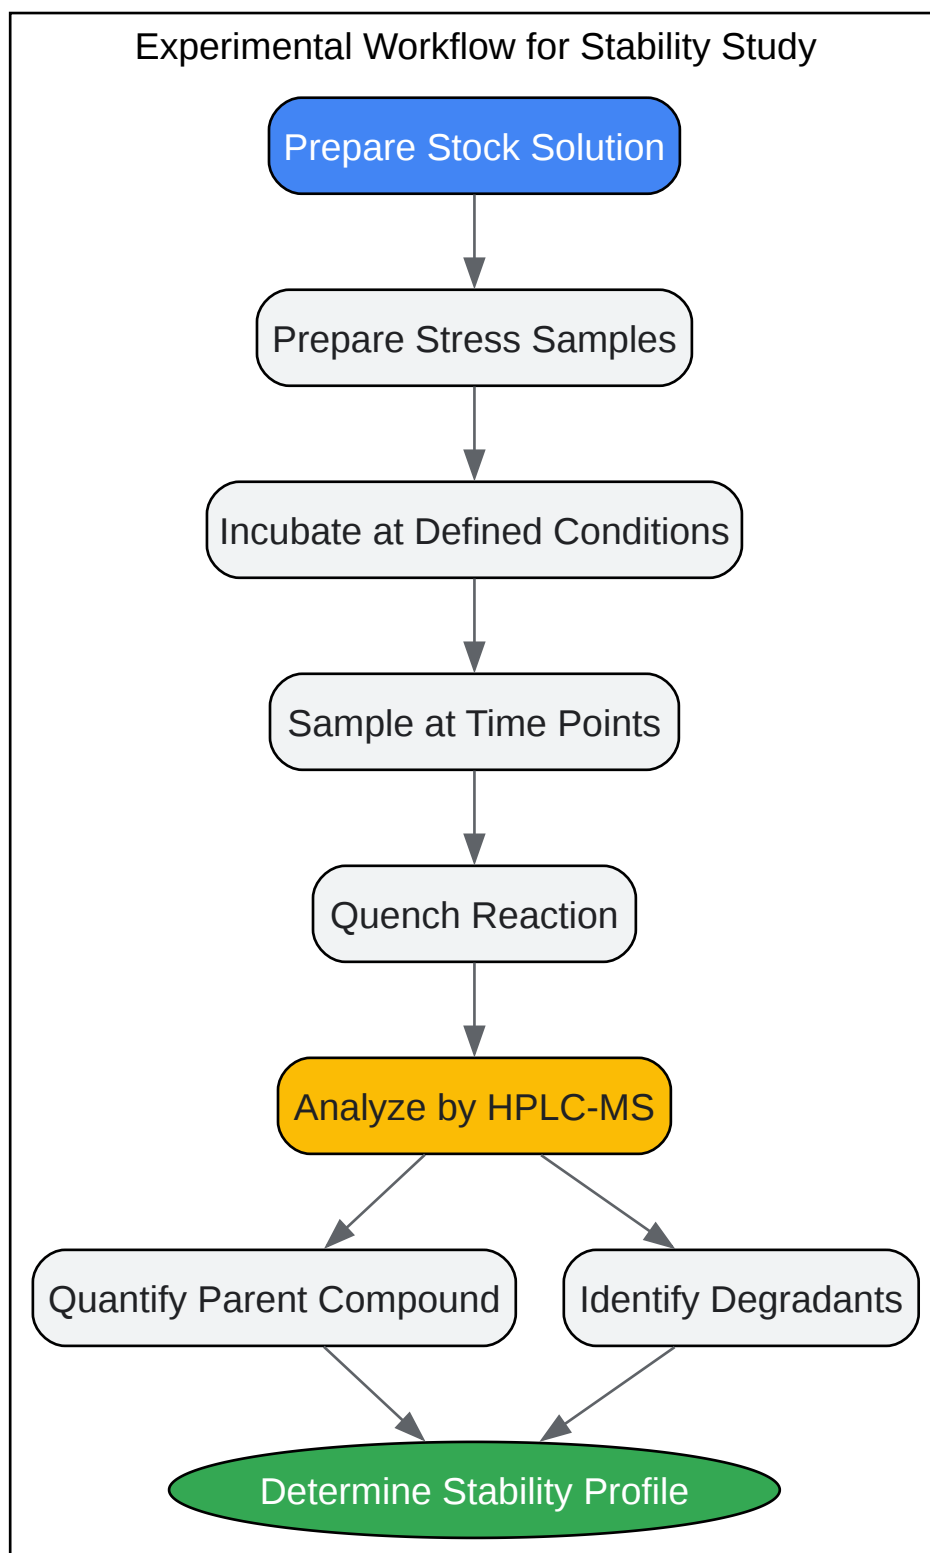 Experimental Workflow for Stability Study
Prepare Stock Solution
Prepare Stress Samples
Incubate at Defined Conditions
Sample at Time Points
Quench Reaction
Analyze by HPLC-MS
Quantify Parent Compound
Identify Degradants
Determine Stability Profile